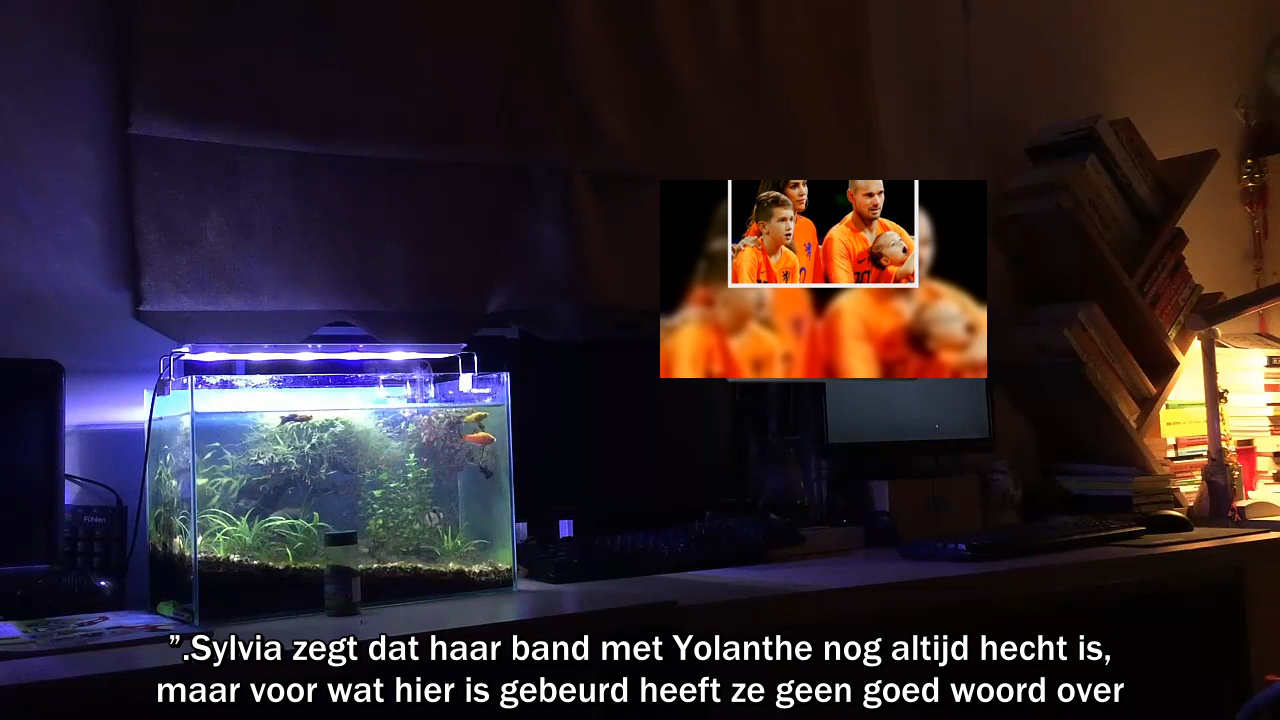 Fühlen
”.Sylvia zegt dat haar band met Yolanthe nog altijd hecht is,
maar voor wat hier is gebeurd heeft ze geen goed woord over